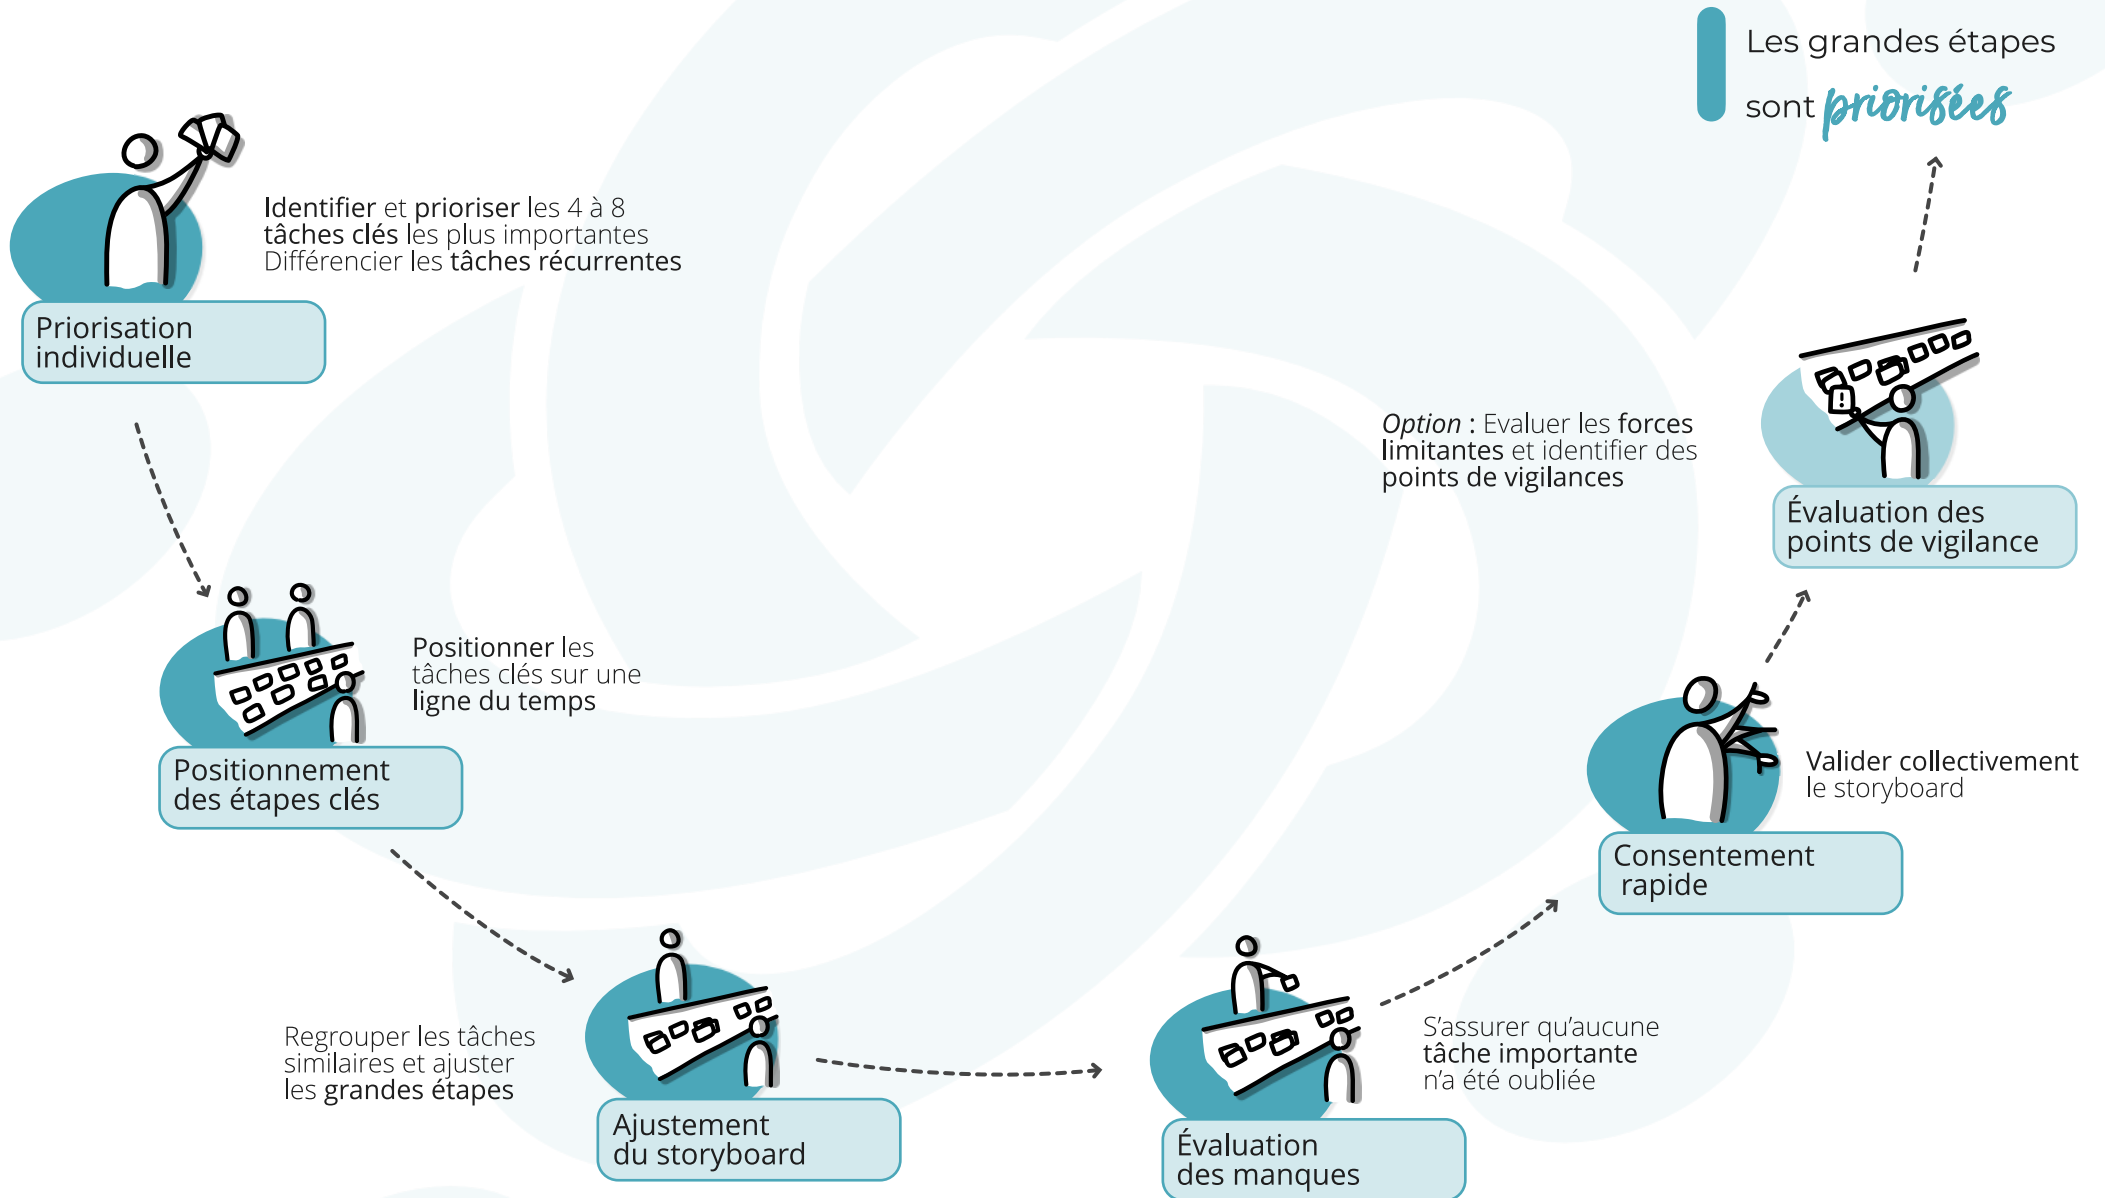 Les grandes étapes
sont priorisées
Identifier et prioriser les 4 à 8
tâches clés les plus importantes
Différencier les tâches récurrentes
Priorisation
individuelle
Positionner les
tâches clés sur une
ligne du temps
Positionnement
des étapes clés
Regrouper les tâches
similaires et ajuster
les grandes étapes
Ajustement
du storyboard
S'assurer qu'aucune
tâche importante
n'a été oubliée
Évaluation
des manques
Valider collectivement
le storyboard
Consentement
rapide
Option : Evaluer les forces
limitantes et identifier des
points de vigilances
!
Évaluation des
points de vigilance